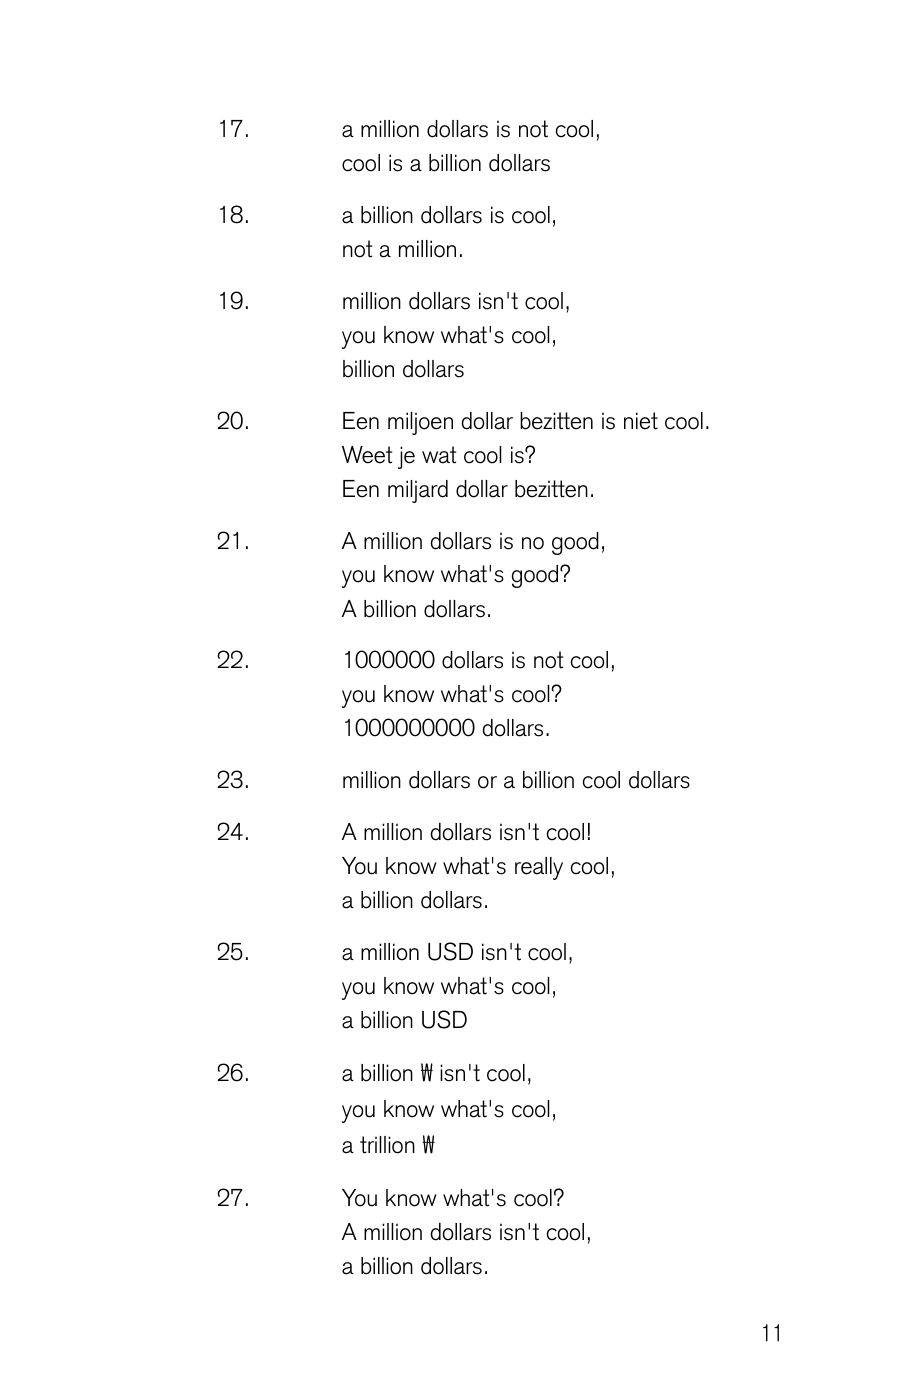 17. a million dollars is not cool,
cool is a billion dollars
18. a billion dollars is cool,
not a million.
19. million dollars isn't cool,
you know what's cool,
billion dollars
20. Een miljoen dollar bezitten is niet cool.
Weet je wat cool is?
Een miljard dollar bezitten.
21. A million dollars is no good,
you know what's good?
A billion dollars.
22. 1000000 dollars is not cool,
you know what's cool?
1000000000 dollars.
23. million dollars or a billion cool dollars
24. A million dollars isn't cool!
You know what's really cool,
a billion dollars.
25. a million USD isn't cool,
you know what's cool,
a billion USD
26. a billion ₩ isn't cool,
you know what's cool,
a trillion ₩
27. You know what's cool?
A million dollars isn't cool,
a billion dollars.
11